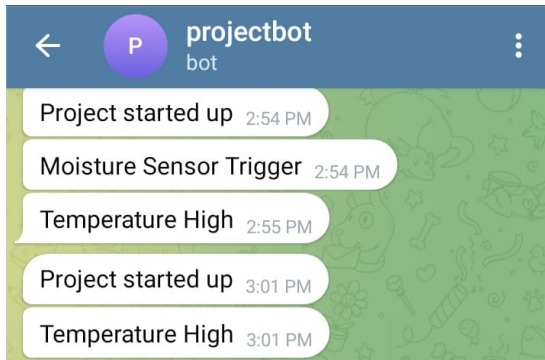 P
projectbot
bot
Project started up 2:54 PM
Moisture Sensor Trigger 2:54 PM
Temperature High 2:55 PM
Project started up 3:01 PM
Temperature High 3:01 PM